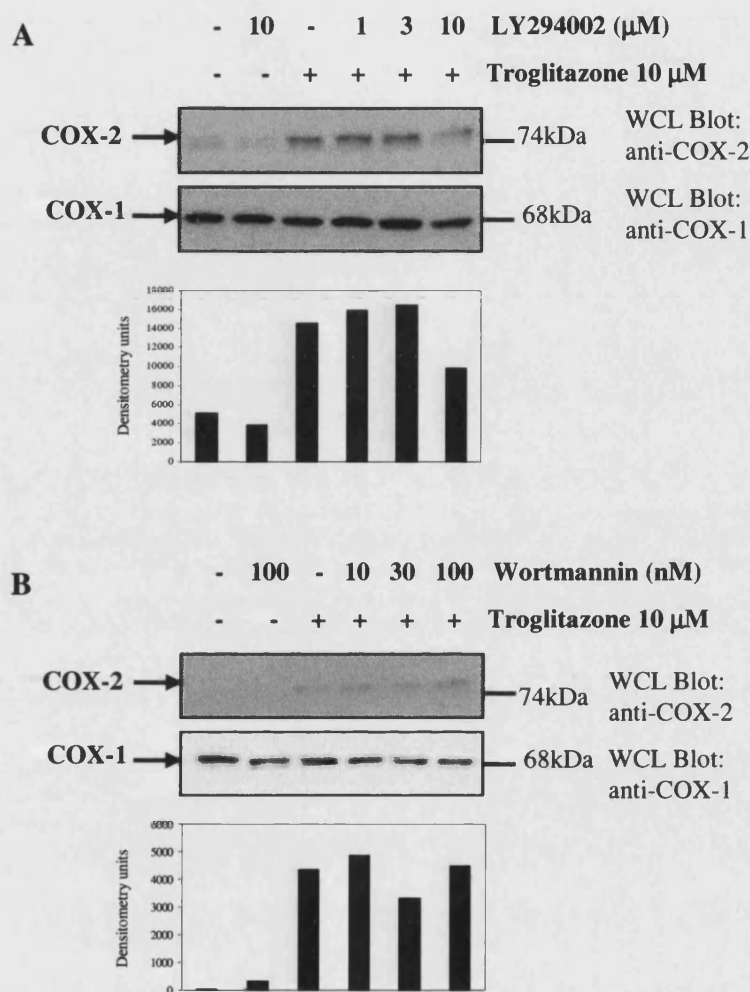 A
- 10 - 1 3 10 LY294002 (µM)
- - + + + + Troglitazone 10 µM
COX-2
74kDa
WCL Blot:
anti-COX-2
COX-1
68kDa
WCL Blot:
anti-COX-1
18000
16000
14000
12000
10000
8000
6000
4000
2000
0
Densitometry units
B
- 100 - 10 30 100 Wortmannin (nM)
- - + + + + Troglitazone 10 µM
COX-2
74kDa
WCL Blot:
anti-COX-2
COX-1
68kDa
WCL Blot:
anti-COX-1
6000
5000
4000
3000
2000
1000
0
Densitometry units